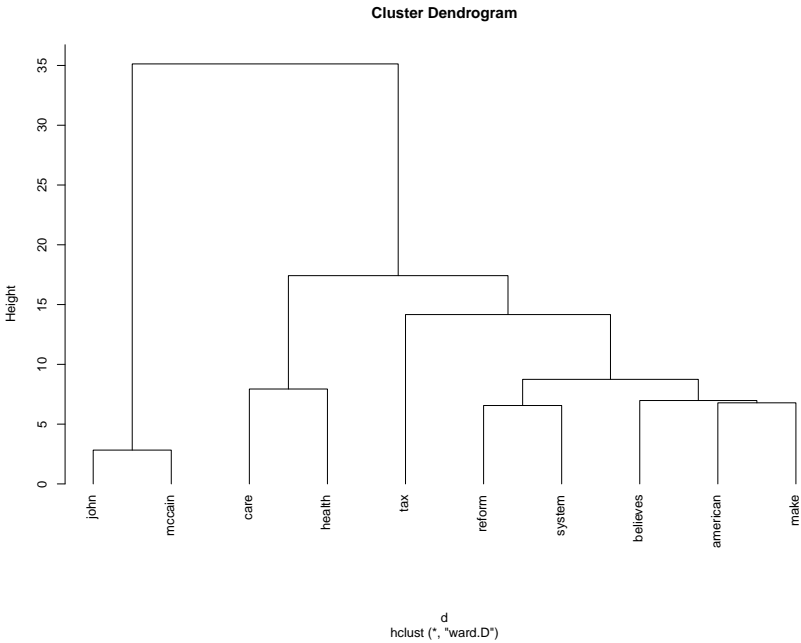 Cluster Dendrogram
Height
35
30
25
20
15
10
5
0
john
mccain
care
health
tax
reform
system
believes
american
make
d
hclust (*, "ward.D")